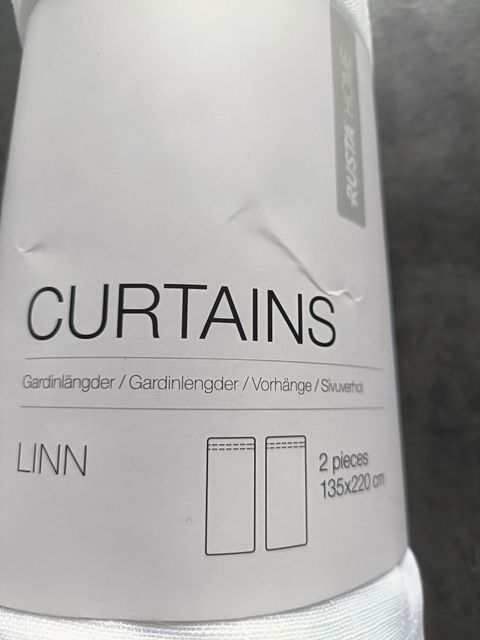 RUSTA HOME
CURTAINS
Gardinlängder / Gardinlengder / Vorhänge / Sivuverhot
LINN
2 pieces
135x220 cm